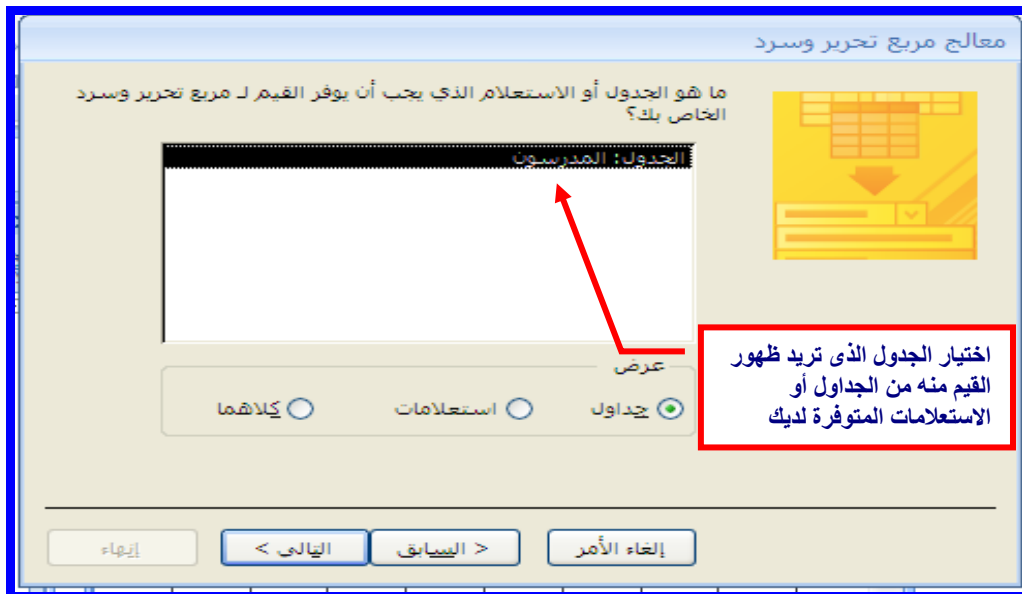 معالج مربع تحرير وسرد
ما هو الجدول أو الاستعلام الذي يجب أن يوفر القيم لـ مربع تحرير وسرد
الخاص بك؟
الجدول: المدرسون
اختيار الجدول الذى تريد ظهور
القيم منه من الجداول أو
الاستعلامات المتوفرة لديك
عرض
جداول
استعلامات
كلاهما
إلغاء الأمر
< السابق
التالي >
إنهاء